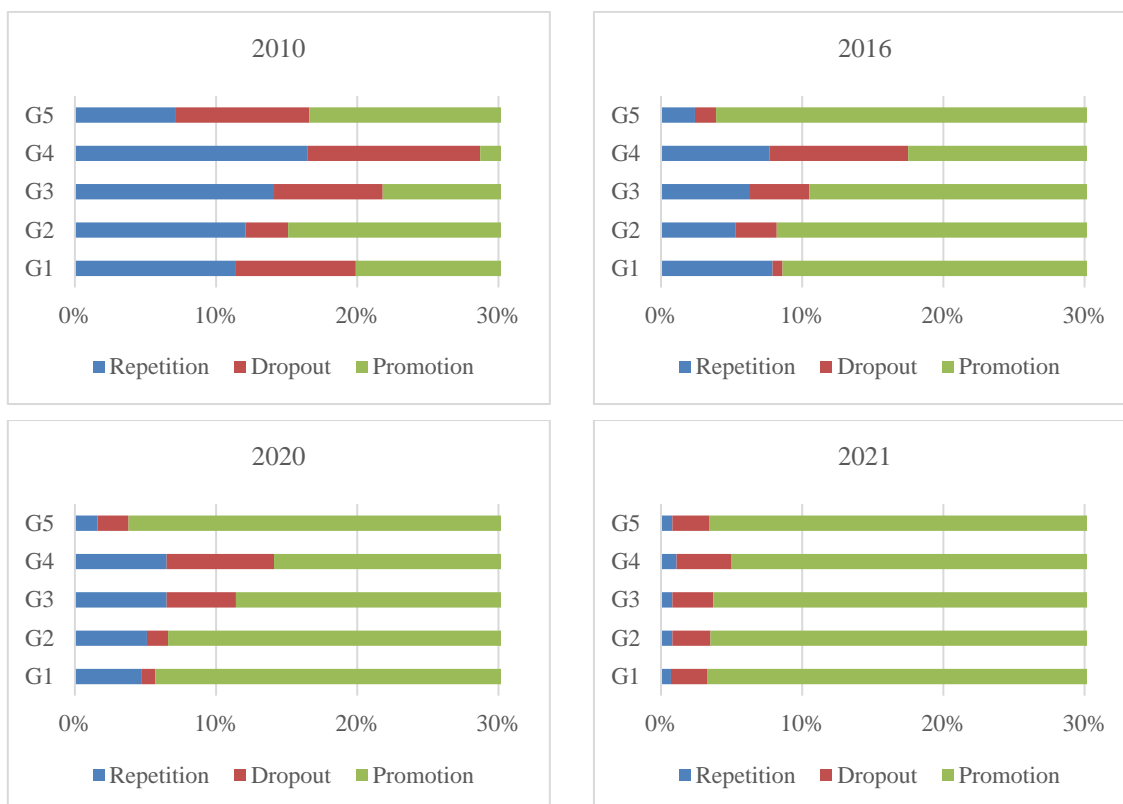 2010
G5
G4
G3
G2
G1
0% 10% 20% 30%
Repetition Dropout Promotion
2016
G5
G4
G3
G2
G1
0% 10% 20% 30%
Repetition Dropout Promotion
2020
G5
G4
G3
G2
G1
0% 10% 20% 30%
Repetition Dropout Promotion
2021
G5
G4
G3
G2
G1
0% 10% 20% 30%
Repetition Dropout Promotion